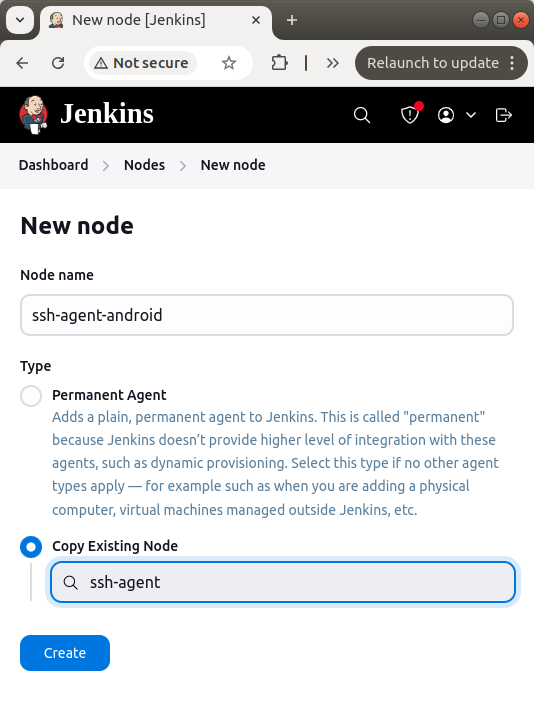 New node [Jenkins]
Not secure
Relaunch to update
Jenkins
Dashboard
Nodes
New node
New node
Node name
ssh-agent-android
Type
Permanent Agent
Adds a plain, permanent agent to Jenkins. This is called "permanent"
because Jenkins doesn’t provide higher level of integration with these
agents, such as dynamic provisioning. Select this type if no other agent
types apply — for example such as when you are adding a physical
computer, virtual machines managed outside Jenkins, etc.
Copy Existing Node
ssh-agent
Create